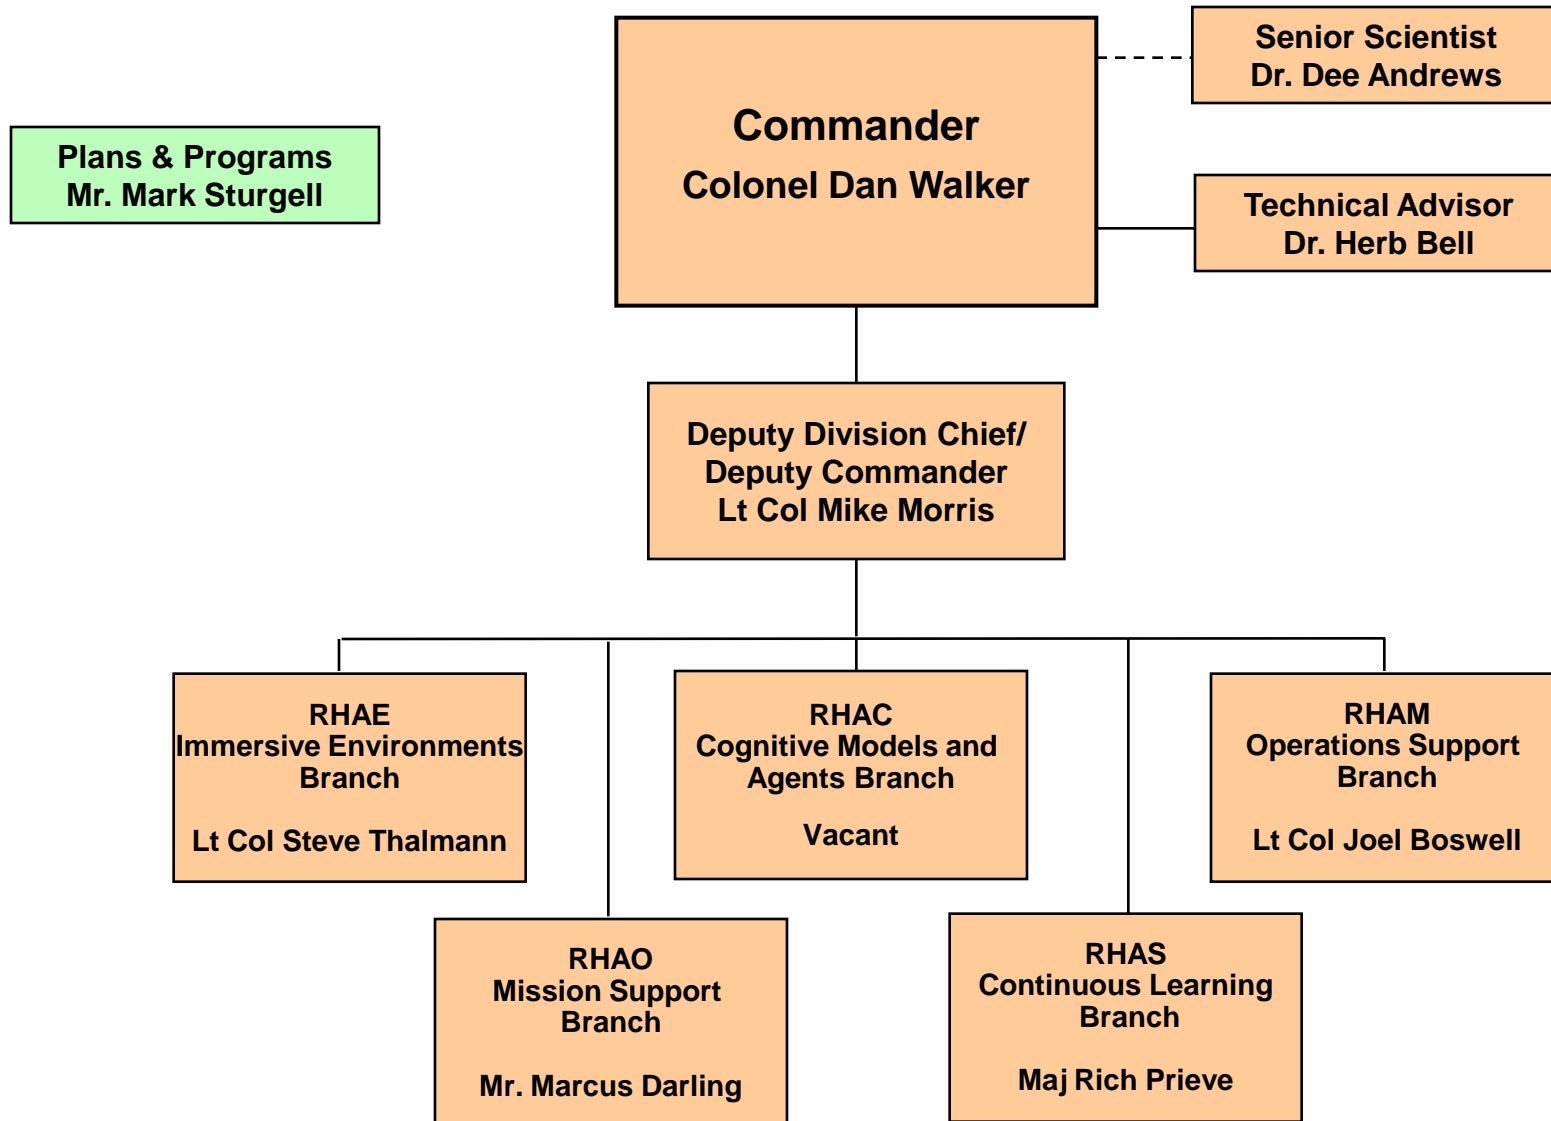 Senior Scientist
Dr. Dee Andrews
Commander
Colonel Dan Walker
Plans & Programs
Mr. Mark Sturgell
Technical Advisor
Dr. Herb Bell
Deputy Division Chief/
Deputy Commander
Lt Col Mike Morris
RHAE
Immersive Environments
Branch
Lt Col Steve Thalmann
RHAC
Cognitive Models and
Agents Branch
Vacant
RHAM
Operations Support
Branch
Lt Col Joel Boswell
RHAO
Mission Support
Branch
Mr. Marcus Darling
RHAS
Continuous Learning
Branch
Maj Rich Prieve